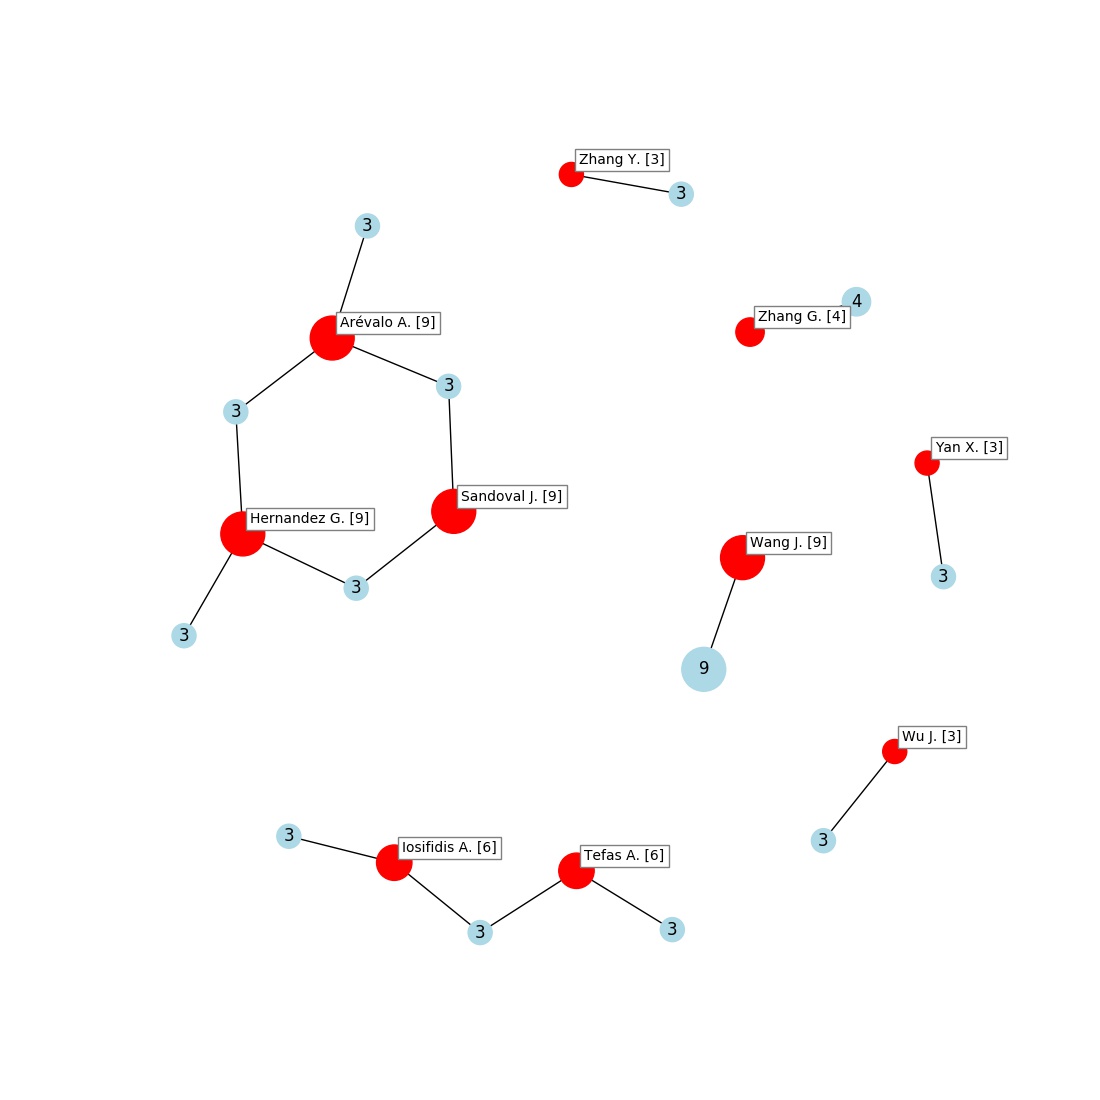 Zhang Y. [3]
3
3
4
Zhang G. [4]
Arévalo A. [9]
3
3
Yan X. [3]
Sandoval J. [9]
Hernandez G. [9]
Wang J. [9]
3
3
3
9
Wu J. [3]
3
3
Iosifidis A. [6]
Tefas A. [6]
3
3